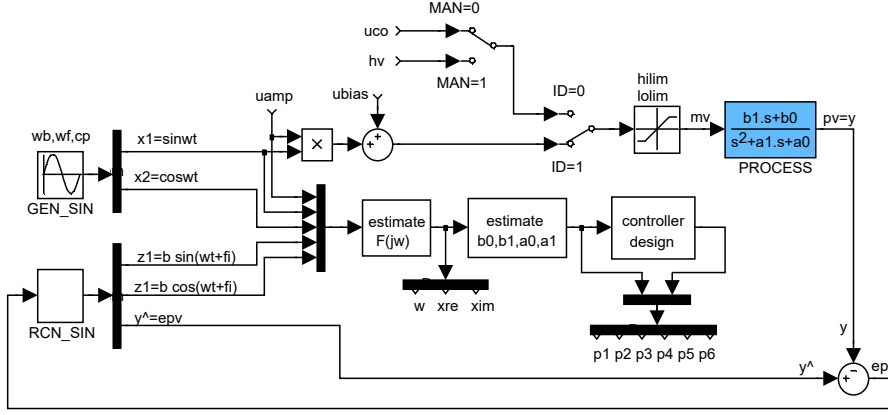 MAN=0
uco
hv
MAN=1
hilim
lolim
uamp
ubias
ID=0
mv
b1.s+b0
s2+a1.s+a0
pv=y
wb,wf,cp
x1=sinwt
×
+
+
ID=1
PROCESS
x2=coswt
GEN_SIN
estimate
F(jw)
estimate
b0,b1,a0,a1
controller
design
z1=b sin(wt+fi)
z1=b cos(wt+fi)
w xre xim
y^=epv
RCN_SIN
p1 p2 p3 p4 p5 p6
y
y^
+
−
ep